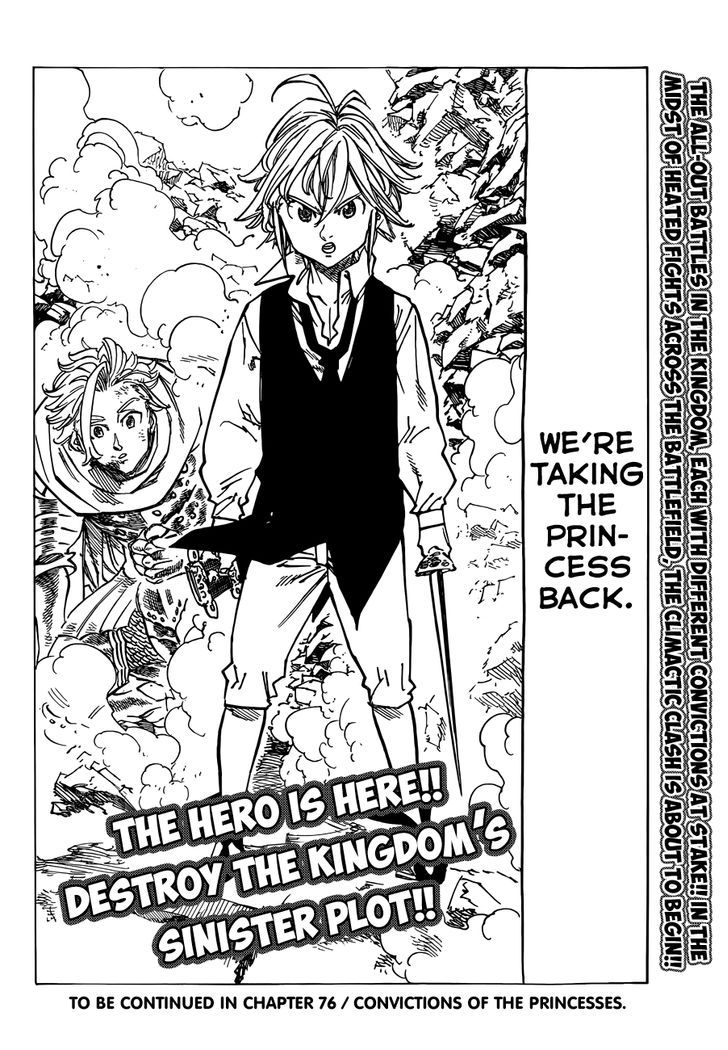 THE ALL-OUT BATTLES IN THE KINGDOM, EACH WITH DIFFERENT CONVICTIONS AT STAKE!! IN THE
MIDST OF HEATED FIGHTS ACROSS THE BATTLEFIELD, THE CLIMACTIC CLASH IS ABOUT TO BEGIN!!
WE'RE
TAKING
THE
PRIN-
CESS
BACK.
THE HERO IS HERE!!
DESTROY THE KINGDOM'S
SINISTER PLOT!!
TO BE CONTINUED IN CHAPTER 76 / CONVICTIONS OF THE PRINCESSES.